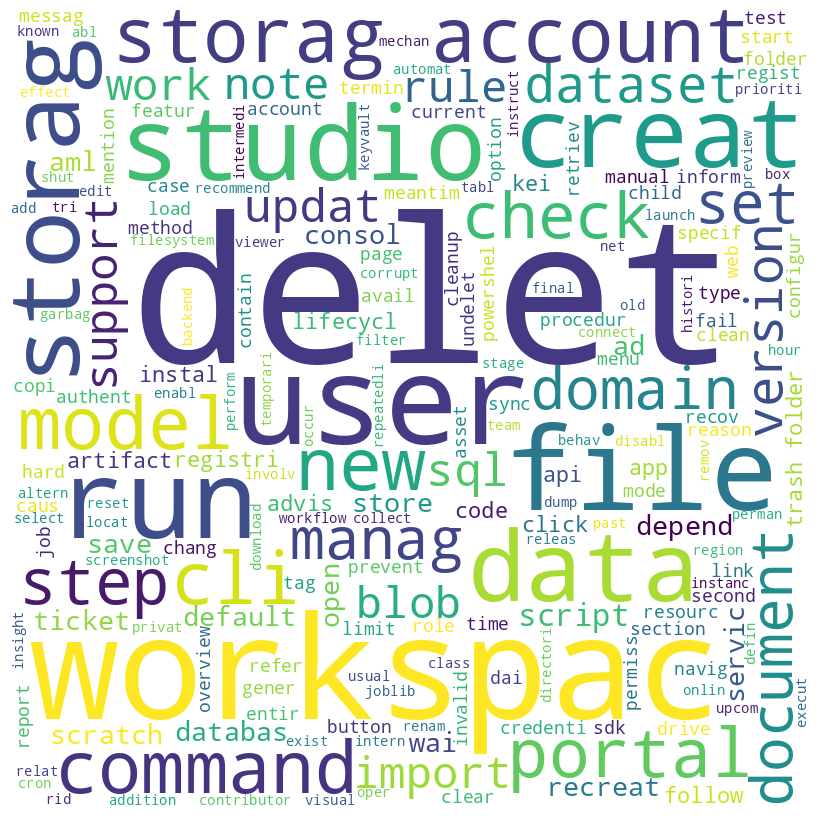 messag
storag account
mechan
test
known
abl
start
work
note
rule
dataset
folder
automat
regist
effect
termin
current
instruct
prioriti
storag
aml
mention
featur
account
intermedi
studio
keyvault
option
retriev
creat
preview
shut
edit
case
recommend
meantim
kei
manual
inform
box
add
tri
load
tabl
updat
check
child
launch
set
method
filesystem
viewer
consol
cleanup
specif
web
configur
support
page
net
histori
version
contain
corrupt
undelet
powershel
final
old
type
garbag
backend
avail
delet
procedur
connect
fail
clean
hour
lifecycl
filter
ad
instal
stage
menu
copi
authent
enabl
perform
temporari
user
repeatedli
sync
asset
domain
recov
trash folder
model
occur
team
behav
disabl
reason
remov
hard
artifact
registri
involv
new
sql
api
app
file
caus
altern
run
advis
store
mode
dump
past
perman
select
reset
locat
download
workflow
collect
code
click
depend
job
save
chang
manag
releas
region
screenshot
prevent
data
link
instanc
step
cli
tag
open
blob
script
resourc
second
document
ticket
default
limit
role
time
section
defin
insight
privat
overview
workspac
refer
class
directori
permiss
navig
servic
gener
usual
joblib
dai
onlin
execut
report
entir
invalid
upcom
scratch
databas
button
renam
credenti
sdk
drive
exist
intern
wai
relat
command
import
portal
cron
recreat
rid
addition
contributor
visual
oper
clear
follow